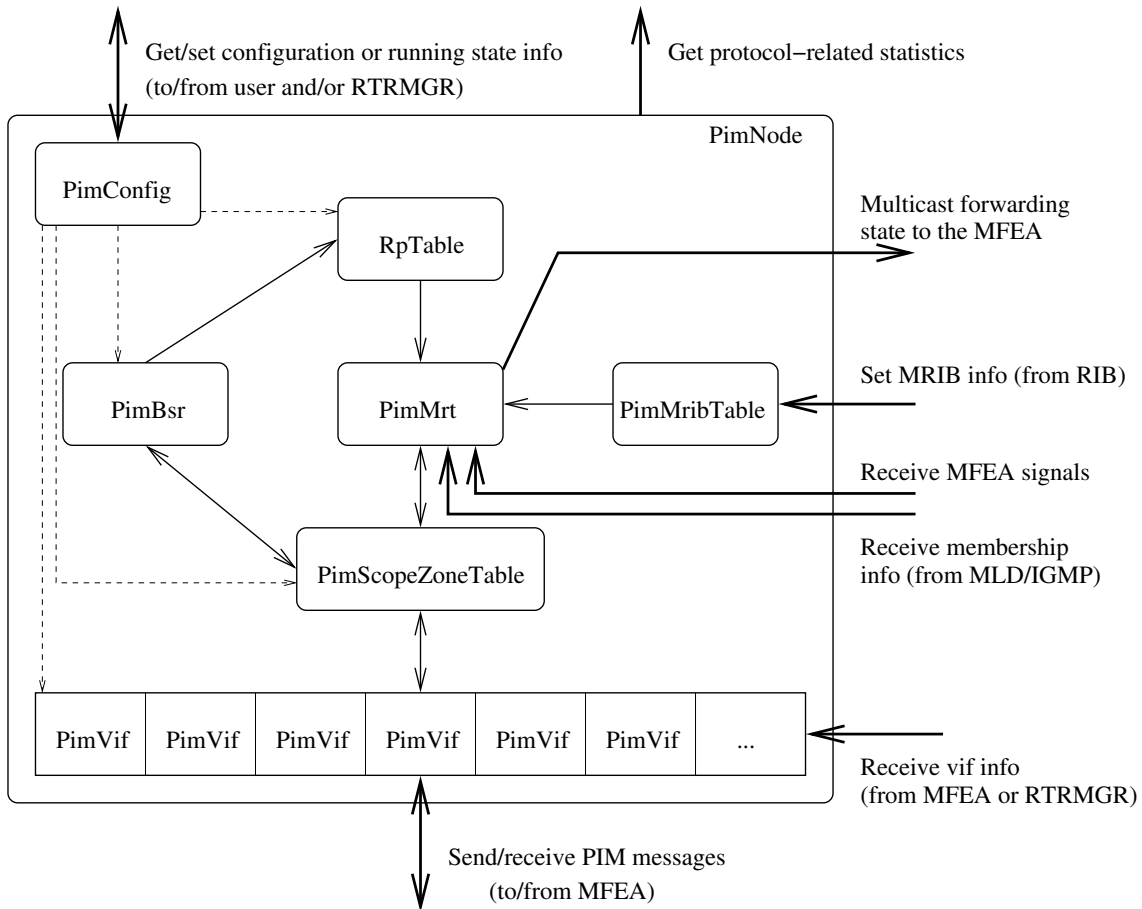 Get/set configuration or running state info
(to/from user and/or RTRMGR)
Get protocol−related statistics
PimNode
PimConfig
RpTable
Multicast forwarding
state to the MFEA
PimBsr
PimMrt
PimMribTable
Set MRIB info (from RIB)
Receive MFEA signals
Receive membership
info (from MLD/IGMP)
PimScopeZoneTable
PimVif PimVif PimVif PimVif PimVif PimVif ...
Receive vif info
(from MFEA or RTRMGR)
Send/receive PIM messages
(to/from MFEA)